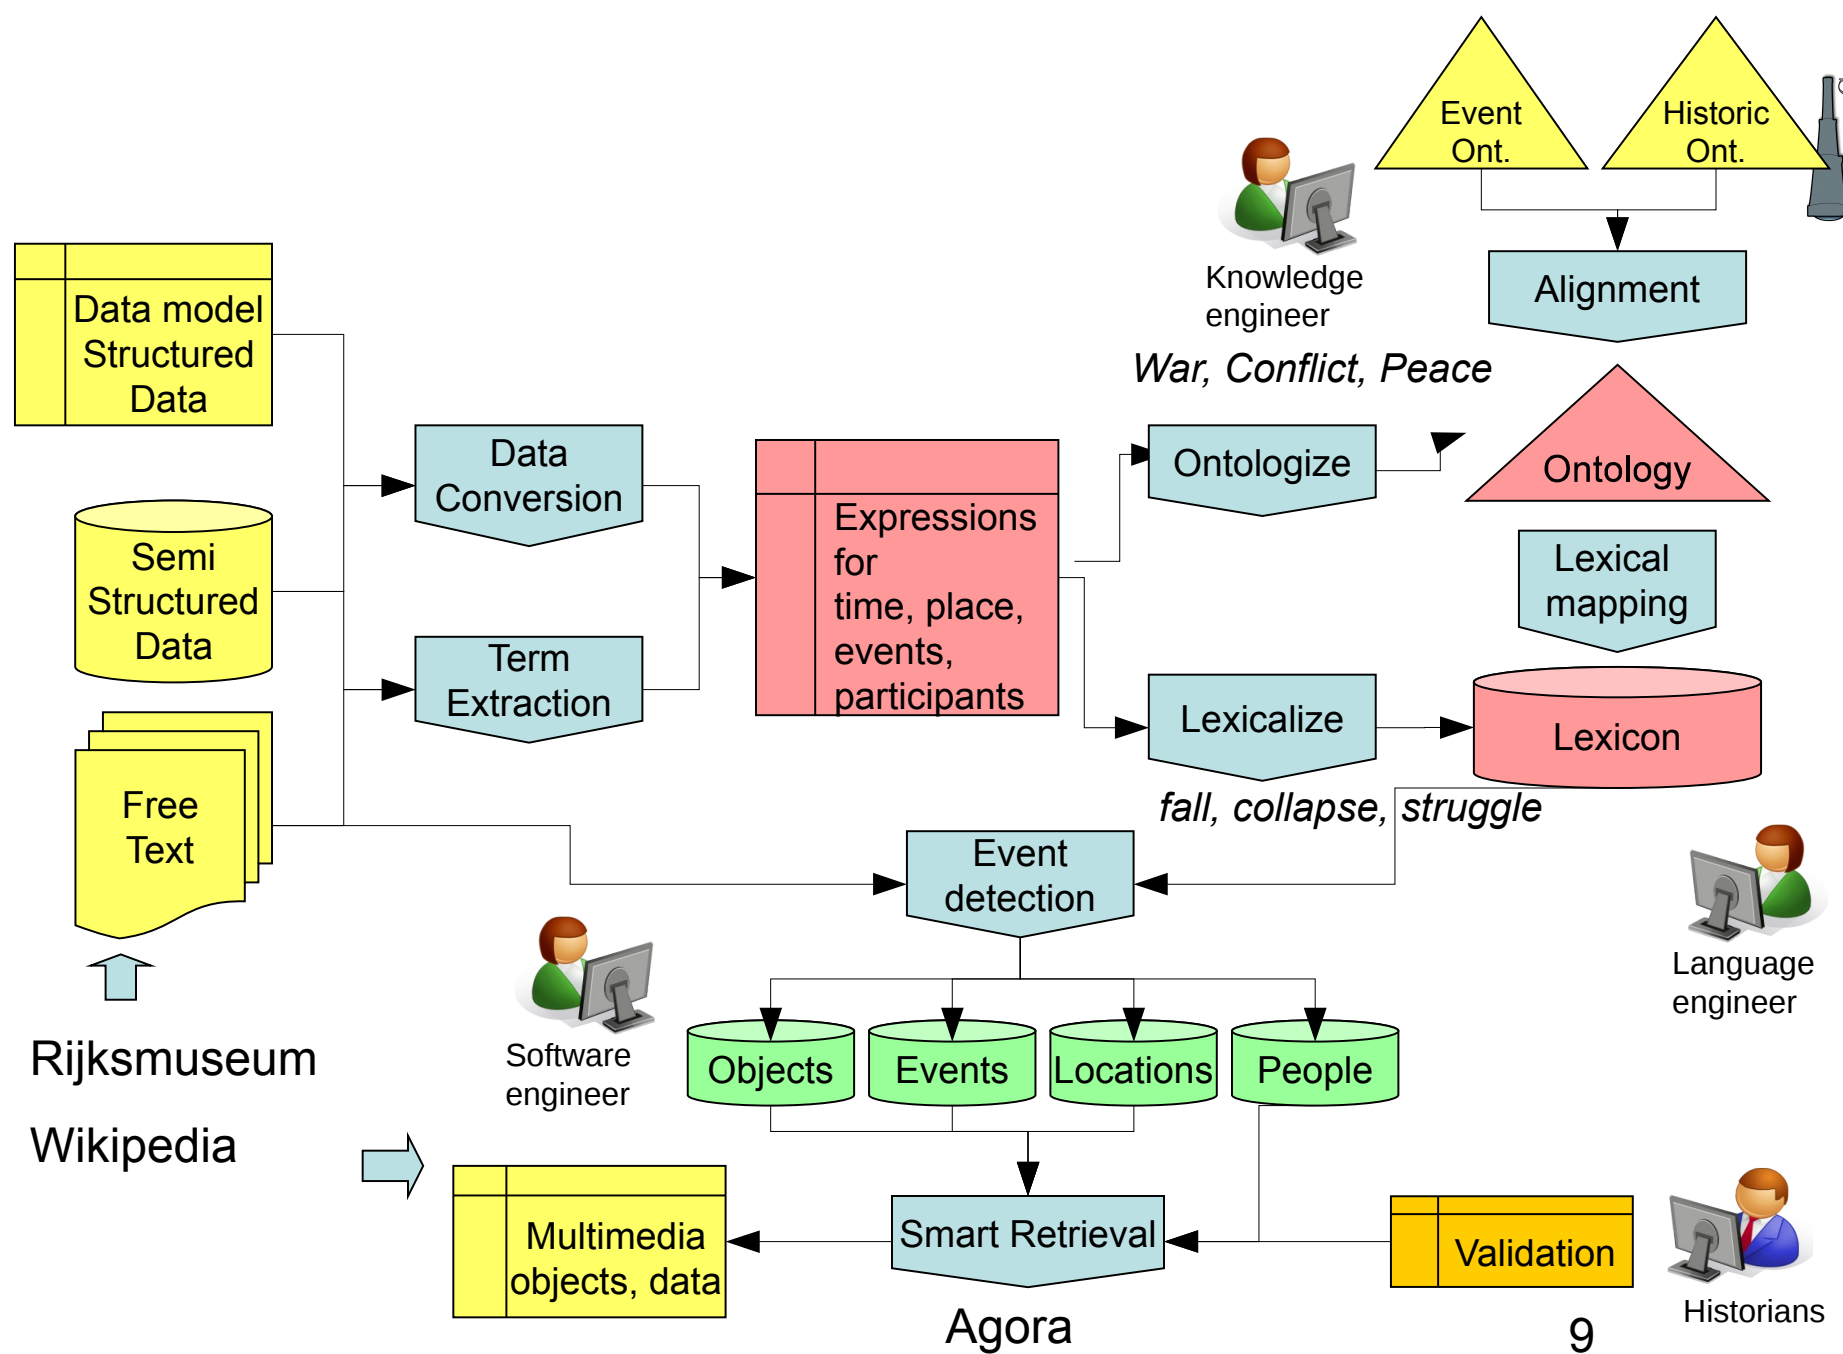 Event
Ont.
Historic
Ont.
Knowledge
engineer
Alignment
War, Conflict, Peace
Data model
Structured
Data
Data
Conversion
Ontologize
Ontology
Expressions
for
time, place,
events,
participants
Semi
Structured
Data
Lexical
mapping
Term
Extraction
Lexicalize
Lexicon
fall, collapse, struggle
Free
Text
Event
detection
Language
engineer
Software
engineer
Rijksmuseum
Wikipedia
Objects
Events
Locations
People
Multimedia
objects, data
Smart Retrieval
Validation
Historians
Agora
9